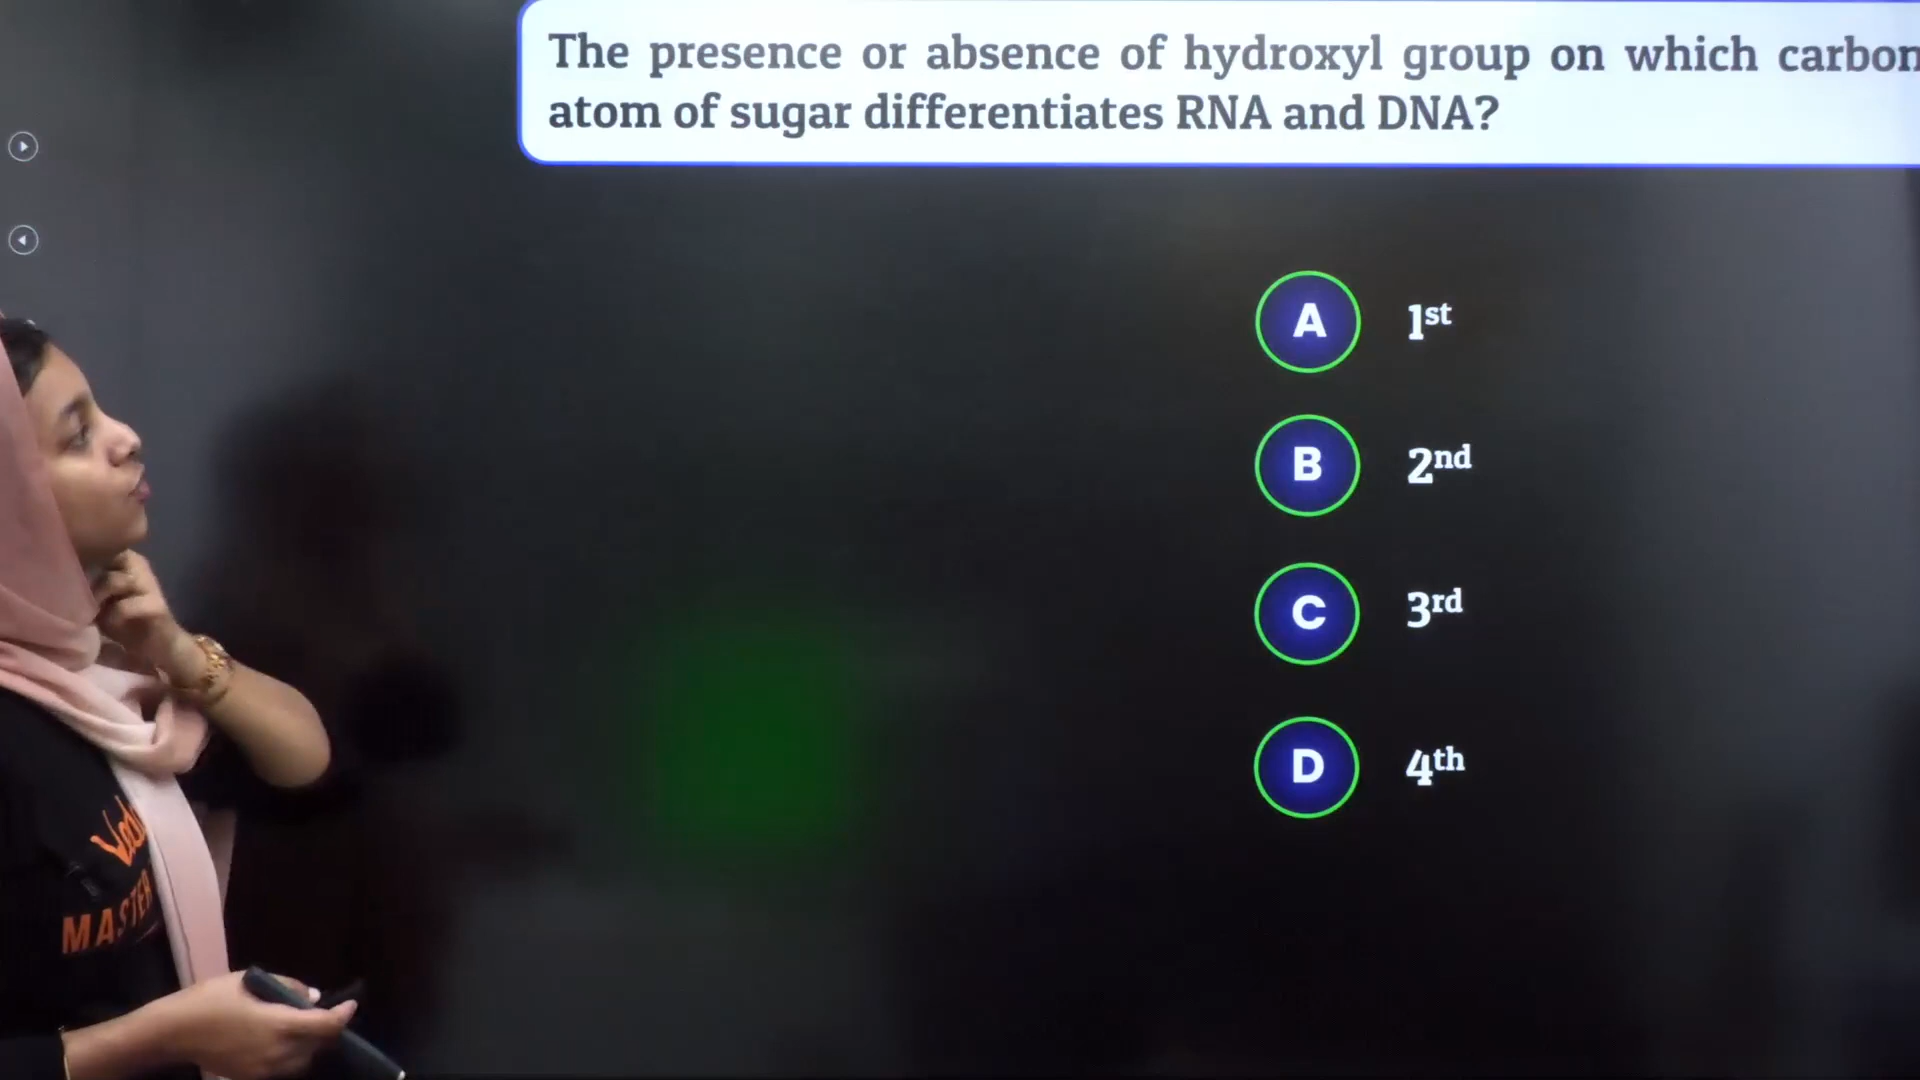 The presence or absence of hydroxyl group on which carbon
atom of sugar differentiates RNA and DNA?
A 1st
B 2nd
C 3rd
D 4th
MASTER